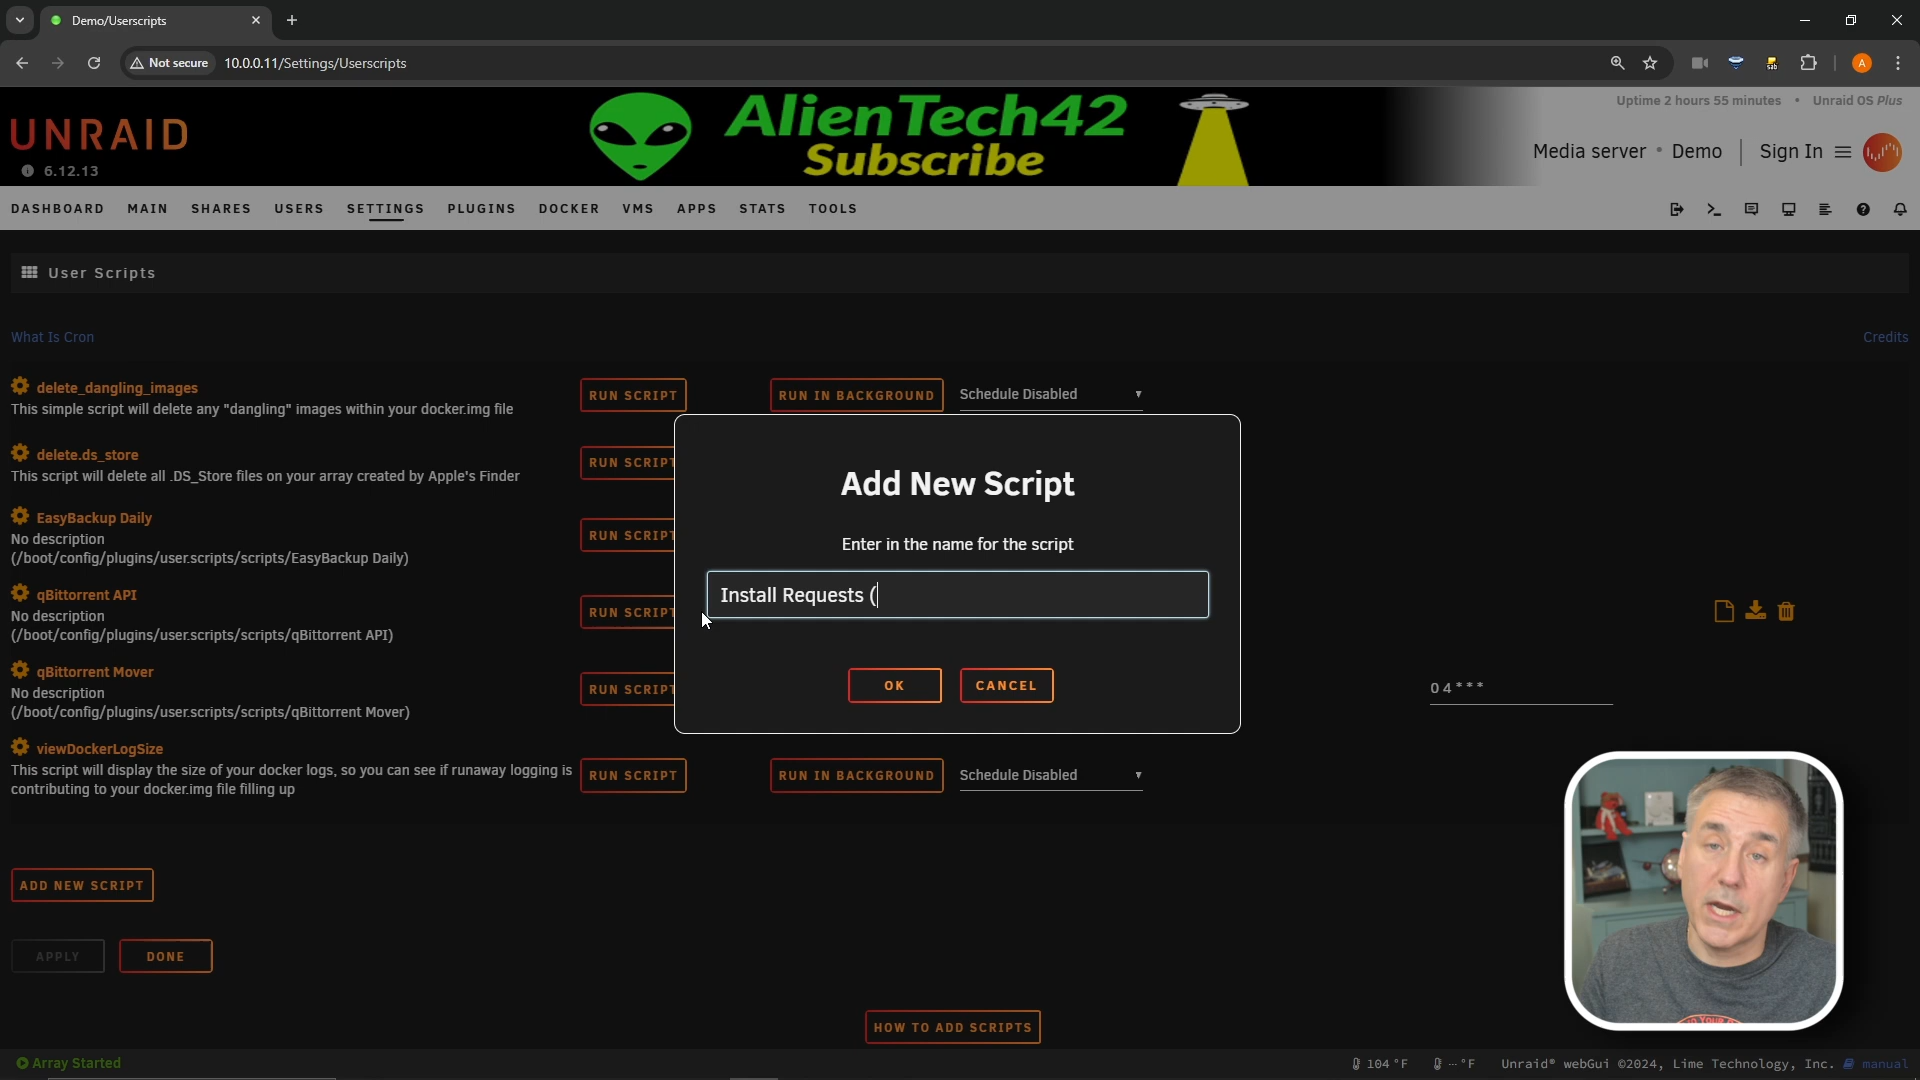 Demo/Userscripts
Not secure
10.0.0.11/Settings/Userscripts
A
UNRAID
6.12.13
AlienTech42
Subscribe
Uptime 2 hours 55 minutes • Unraid OS Plus
Media server • Demo
Sign In
DASHBOARD MAIN SHARES USERS SETTINGS PLUGINS DOCKER VMS APPS STATS TOOLS
User Scripts
What Is Cron
Credits
delete_dangling_images
This simple script will delete any "dangling" images within your docker.img file
RUN SCRIPT
RUN IN BACKGROUND
Schedule Disabled
delete.ds_store
This script will delete all .DS_Store files on your array created by Apple's Finder
RUN SCRIPT
EasyBackup Daily
No description
(/boot/config/plugins/user.scripts/scripts/EasyBackup Daily)
RUN SCRIPT
qBittorrent API
No description
(/boot/config/plugins/user.scripts/scripts/qBittorrent API)
RUN SCRIPT
qBittorrent Mover
No description
(/boot/config/plugins/user.scripts/scripts/qBittorrent Mover)
RUN SCRIPT
0 4 * * *
viewDockerLogSize
This script will display the size of your docker logs, so you can see if runaway logging is
contributing to your docker.img file filling up
RUN SCRIPT
RUN IN BACKGROUND
Schedule Disabled
Add New Script
Enter in the name for the script
Install Requests (
OK
CANCEL
ADD NEW SCRIPT
APPLY
DONE
HOW TO ADD SCRIPTS
Array Started
104 °F
-- °F
Unraid® webGui ©2024, Lime Technology, Inc.
manual